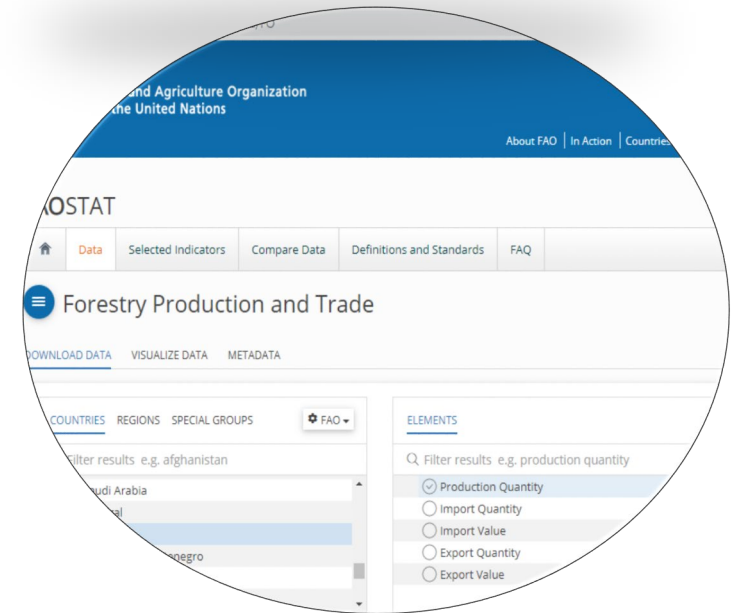 and Agriculture Organization
the United Nations
About FAO | In Action | Countries
OSTAT
Data Selected Indicators Compare Data Definitions and Standards FAQ
Forestry Production and Trade
DOWNLOAD DATA VISUALIZE DATA METADATA
COUNTRIES REGIONS SPECIAL GROUPS FAO
ELEMENTS
Filter results e.g. afghanistan
Filter results e.g. production quantity
udi Arabia
Production Quantity
Import Quantity
Import Value
enegro
Export Quantity
Export Value